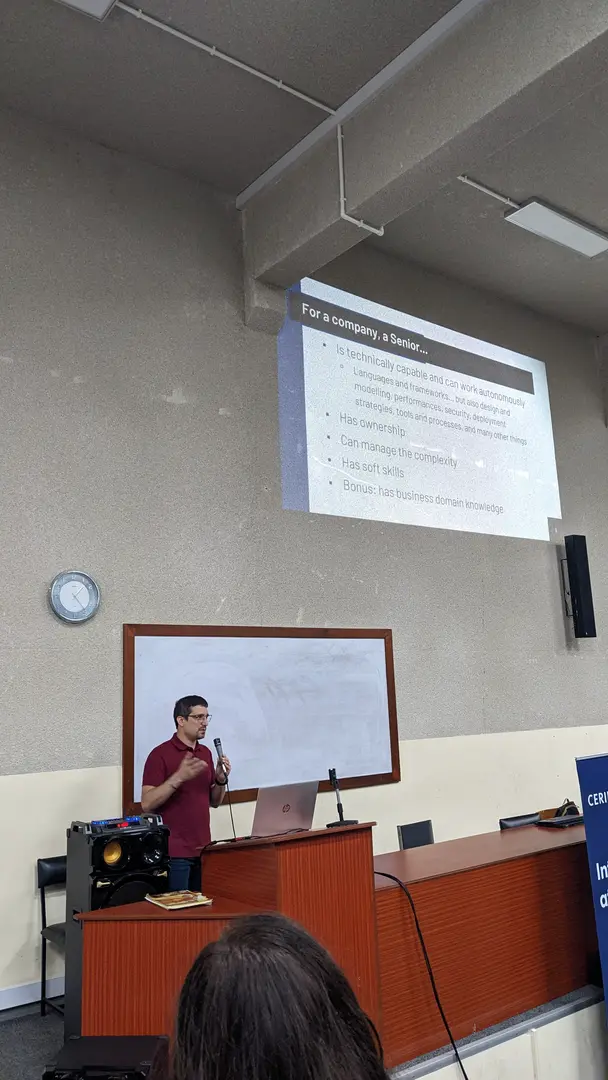 For a company, a Senior...
• Is technically capable and can work autonomously
○ Languages and frameworks... but also design and
modelling, performances, security, deployment
strategies, tools and processes, and many other things
• Has ownership
• Can manage the complexity
• Has soft skills
• Bonus: has business domain knowledge
hp
CERI
In
a